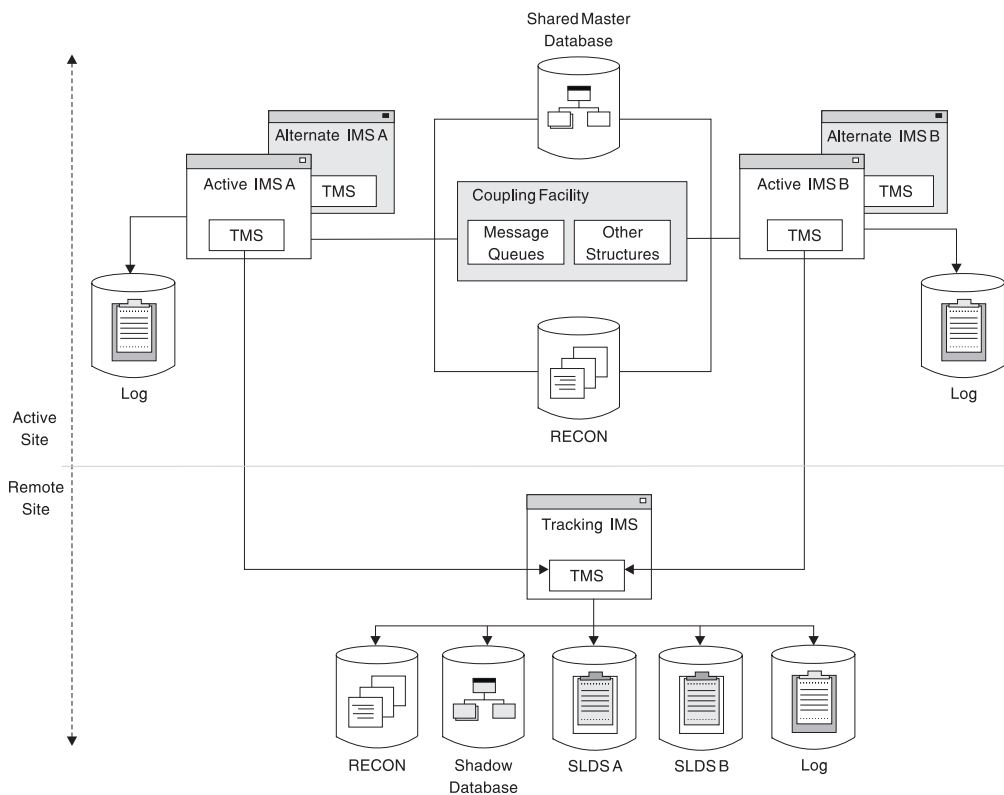 Shared Master
Database
Alternate IMS A
TMS
Active IMS A
TMS
Log
Coupling Facility
Message
Queues
Other
Structures
Alternate IMS B
TMS
Active IMS B
TMS
Log
RECON
Active
Site
Remote
Site
Tracking IMS
TMS
RECON
Shadow
Database
SLDS A
SLDS B
Log